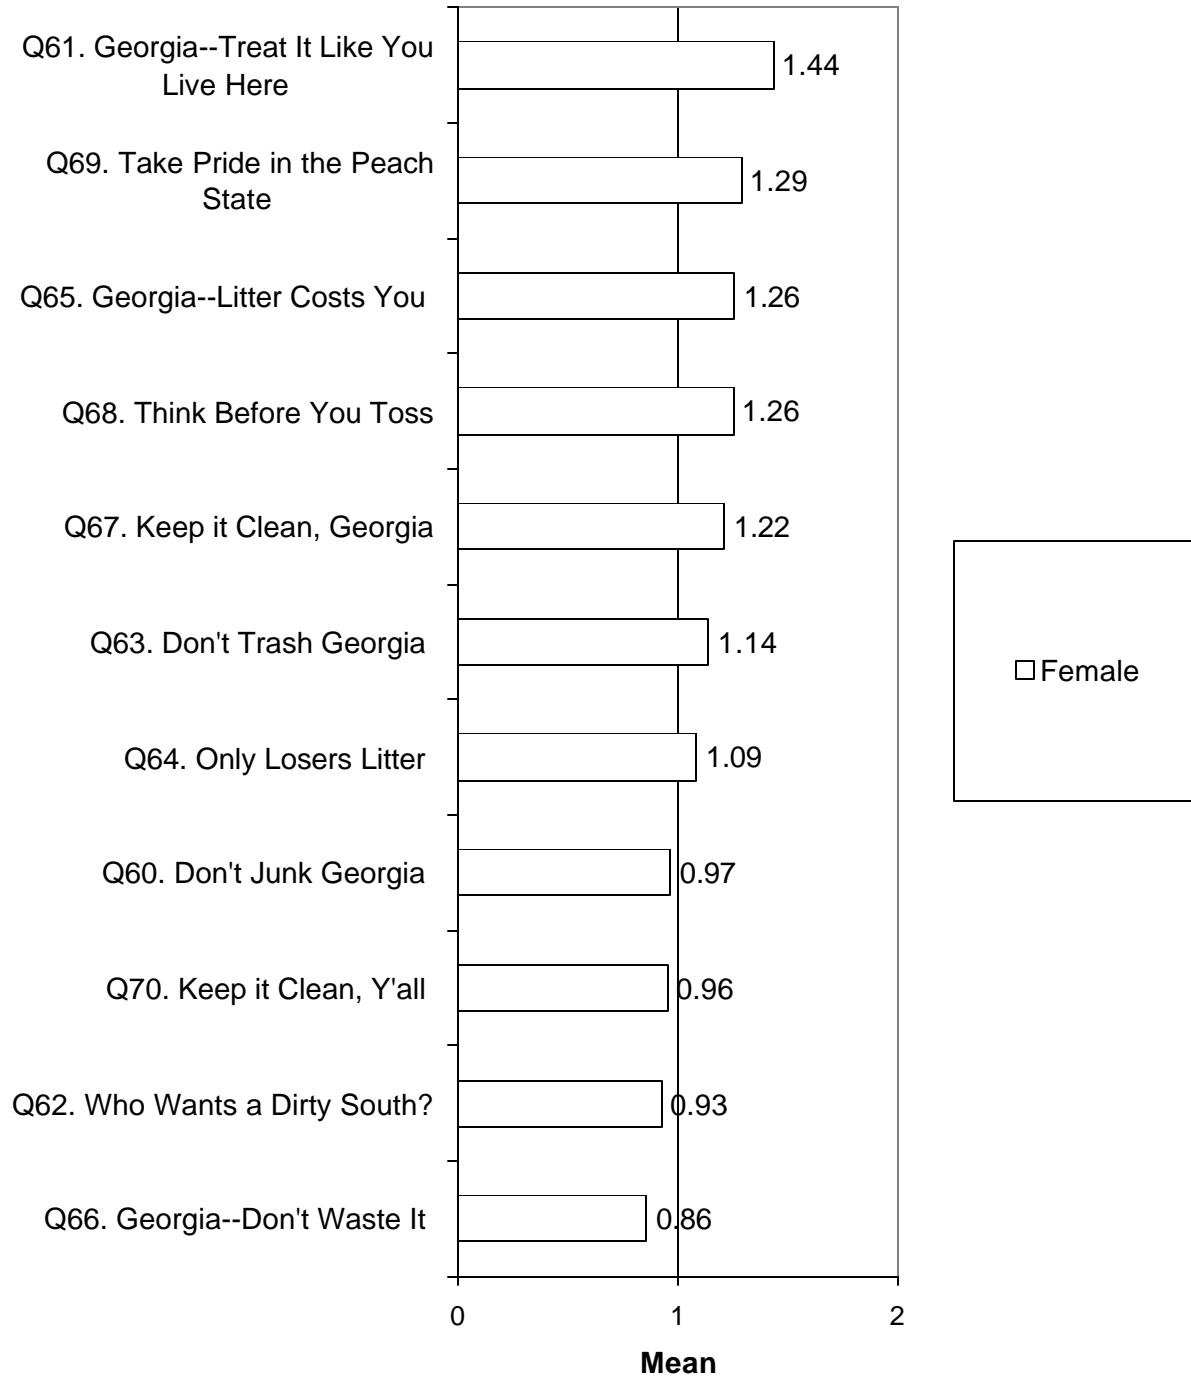 Q61. Georgia--Treat It Like You
Live Here
1.44
Q69. Take Pride in the Peach
State
1.29
Q65. Georgia--Litter Costs You
1.26
Q68. Think Before You Toss
1.26
Q67. Keep it Clean, Georgia
1.22
Q63. Don't Trash Georgia
1.14
Female
Q64. Only Losers Litter
1.09
Q60. Don't Junk Georgia
0.97
Q70. Keep it Clean, Y'all
0.96
Q62. Who Wants a Dirty South?
0.93
Q66. Georgia--Don't Waste It
0.86
0 1 2
Mean